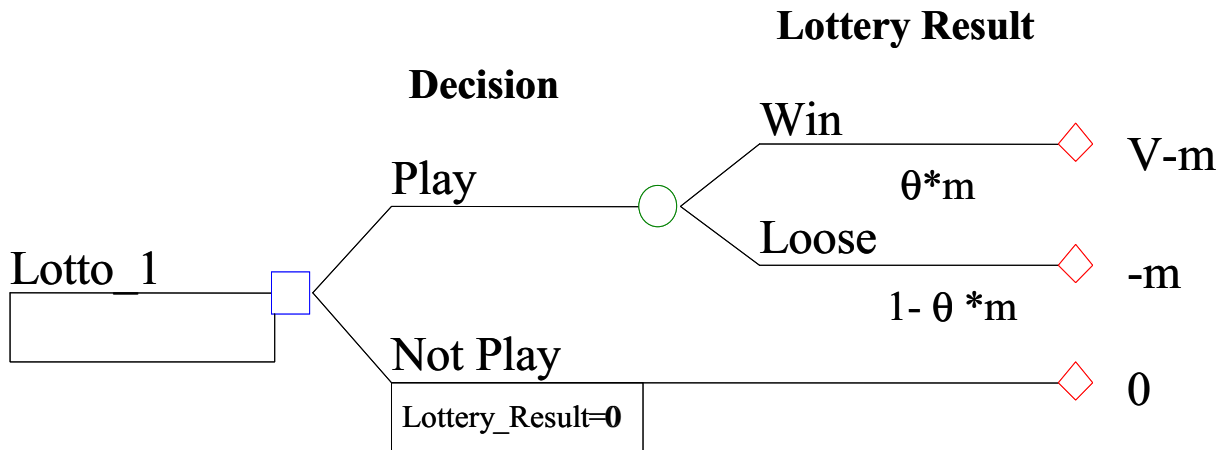 Lottery Result
Decision
Win
V-m
θ*m
Play
Loose
-m
1- θ *m
Lotto_1
Not Play
0
Lottery_Result=0